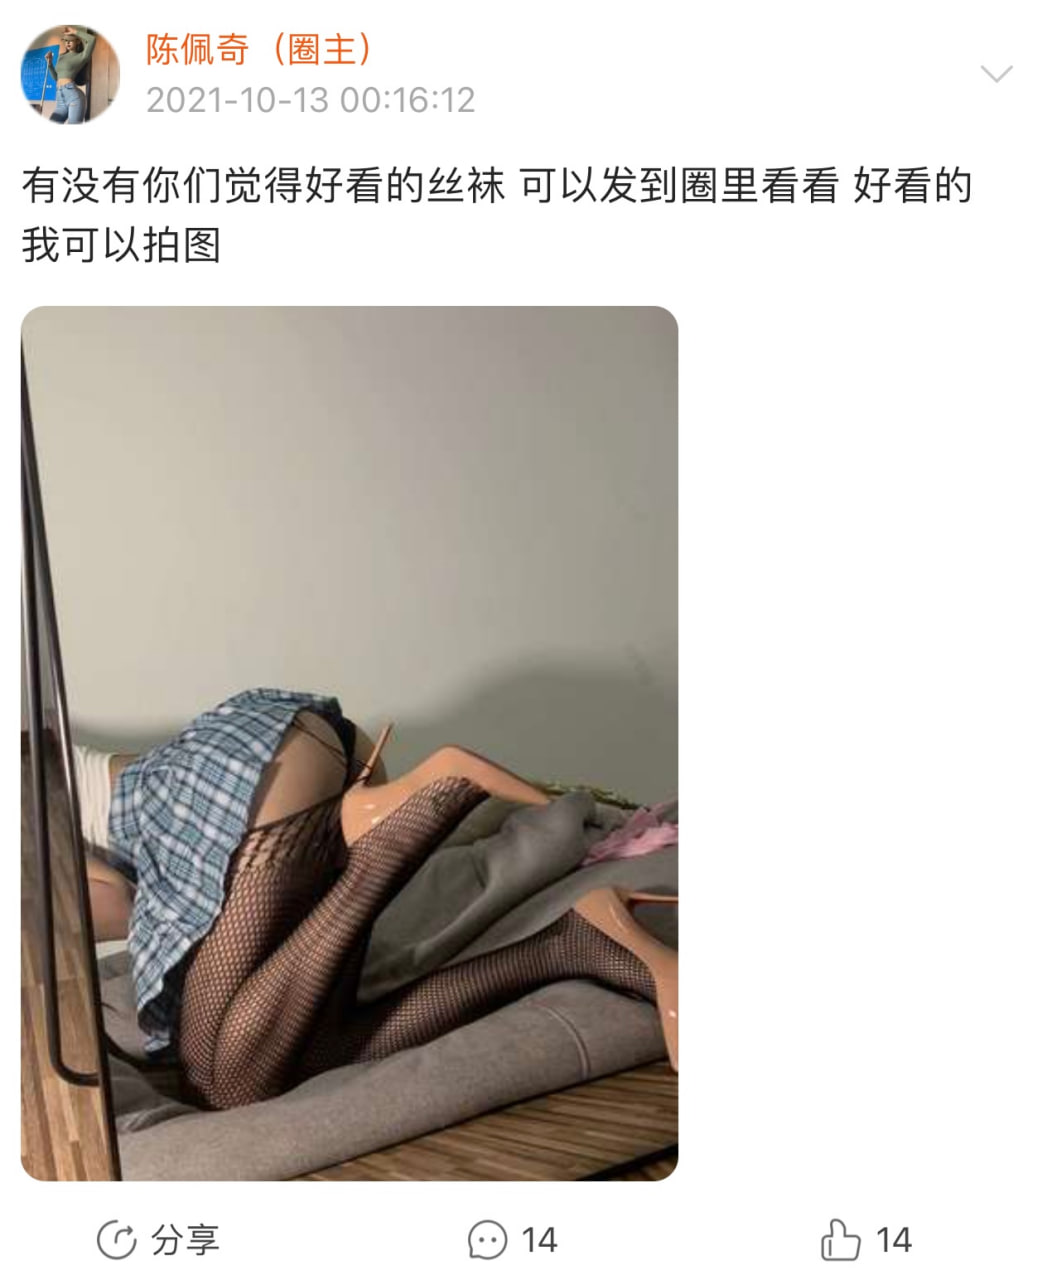 陈佩奇（圈主）
2021-10-13 00:16:12
有没有你们觉得好看的丝袜 可以发到圈里看看 好看的
我可以拍图
分享
14
14